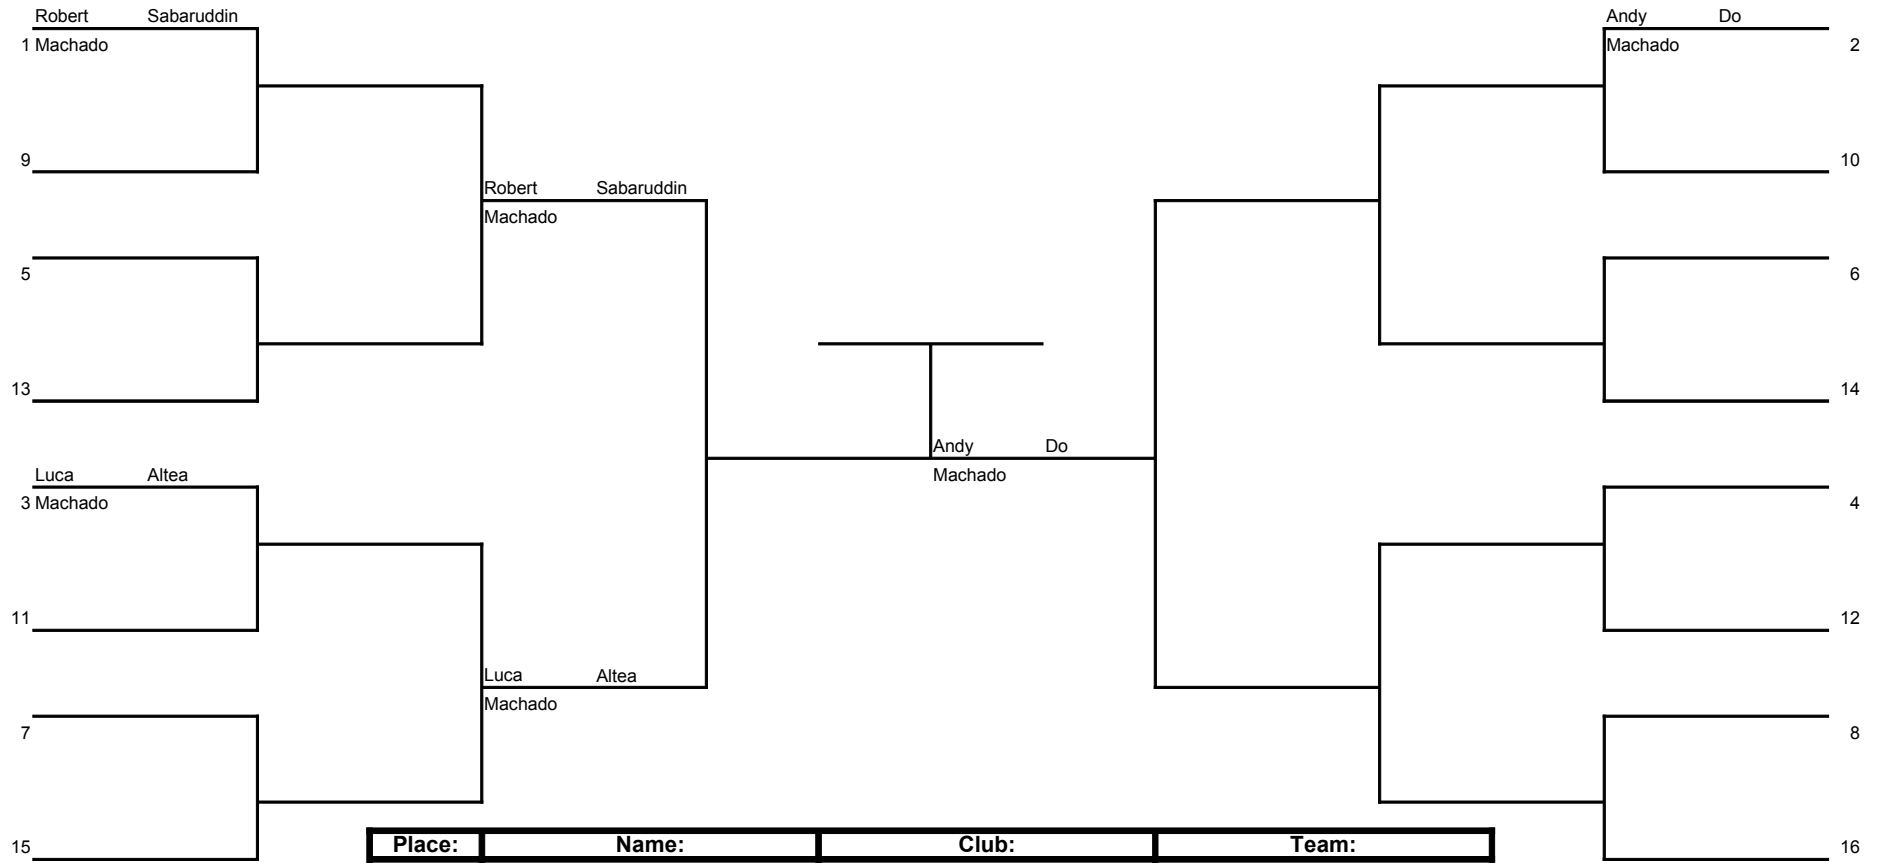 Robert Sabaruddin
Andy Do
1 Machado
Machado 2
9
10
Robert Sabaruddin
Machado
5
6
13
14
Andy Do
Luca Altea
Machado
3 Machado
4
11
12
Luca Altea
Machado
7
8
15
Place: Name: Club: Team:
16